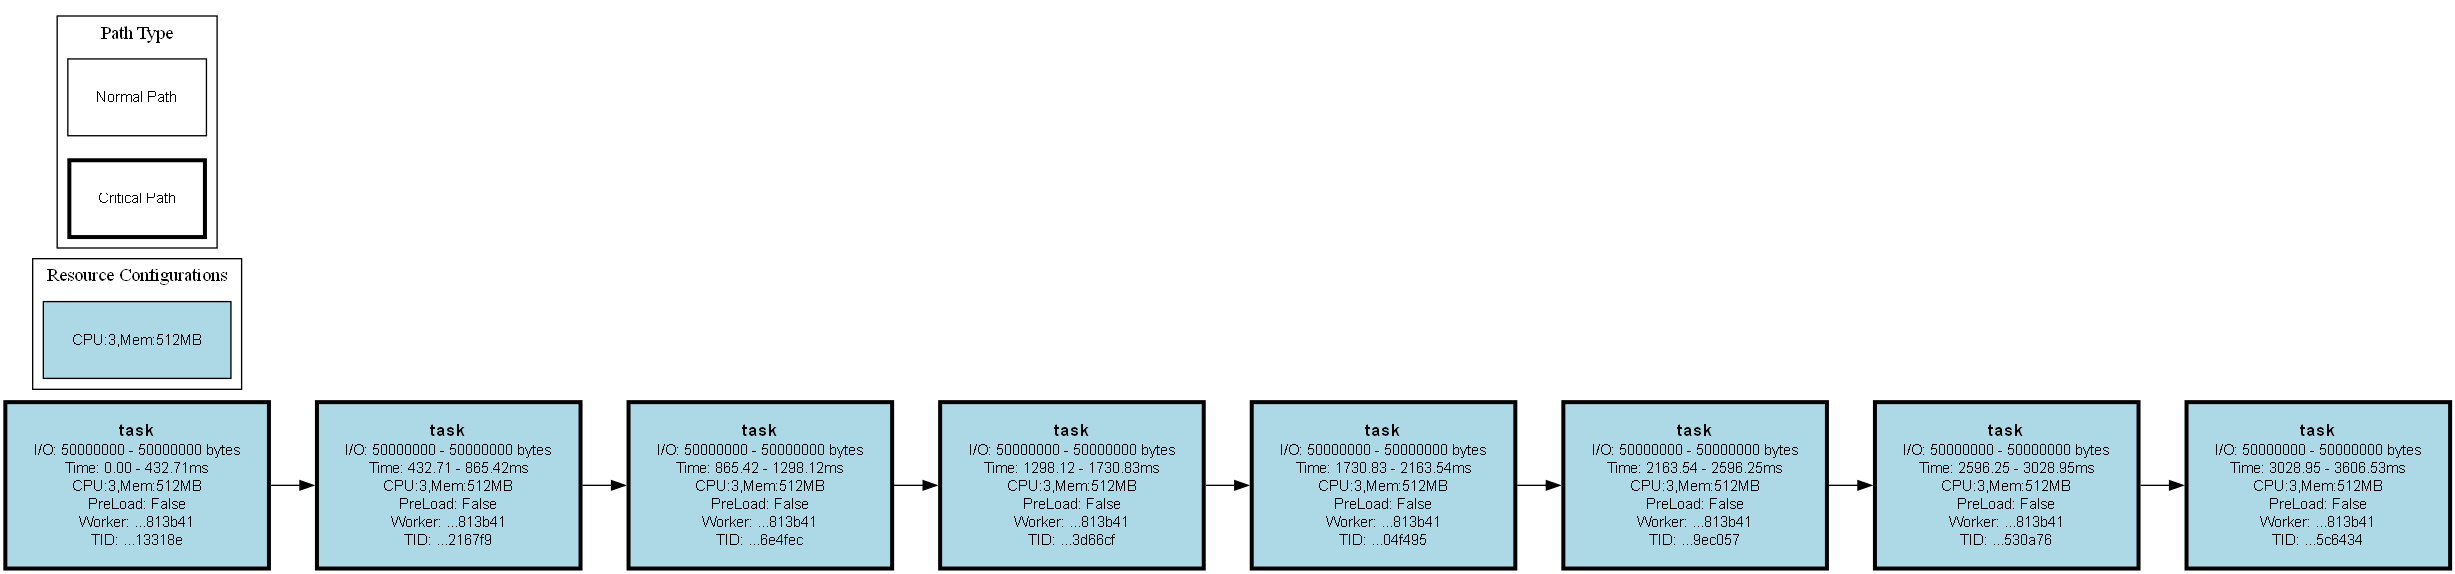 Path Type
Normal Path
Critical Path
Resource Configurations
CPU:3,Mem:512MB
task
I/O: 50000000 - 50000000 bytes
Time: 0.00 - 432.71ms
CPU:3,Mem:512MB
PreLoad: False
Worker: ...813b41
TID: ...13318e
task
I/O: 50000000 - 50000000 bytes
Time: 432.71 - 865.42ms
CPU:3,Mem:512MB
PreLoad: False
Worker: ...813b41
TID: ...2167f9
task
I/O: 50000000 - 50000000 bytes
Time: 865.42 - 1298.12ms
CPU:3,Mem:512MB
PreLoad: False
Worker: ...813b41
TID: ...6e4fec
task
I/O: 50000000 - 50000000 bytes
Time: 1298.12 - 1730.83ms
CPU:3,Mem:512MB
PreLoad: False
Worker: ...813b41
TID: ...3d66cf
task
I/O: 50000000 - 50000000 bytes
Time: 1730.83 - 2163.54ms
CPU:3,Mem:512MB
PreLoad: False
Worker: ...813b41
TID: ...04f495
task
I/O: 50000000 - 50000000 bytes
Time: 2163.54 - 2596.25ms
CPU:3,Mem:512MB
PreLoad: False
Worker: ...813b41
TID: ...9ec057
task
I/O: 50000000 - 50000000 bytes
Time: 2596.25 - 3028.95ms
CPU:3,Mem:512MB
PreLoad: False
Worker: ...813b41
TID: ...530a76
task
I/O: 50000000 - 50000000 bytes
Time: 3028.95 - 3606.53ms
CPU:3,Mem:512MB
PreLoad: False
Worker: ...813b41
TID: ...5c6434